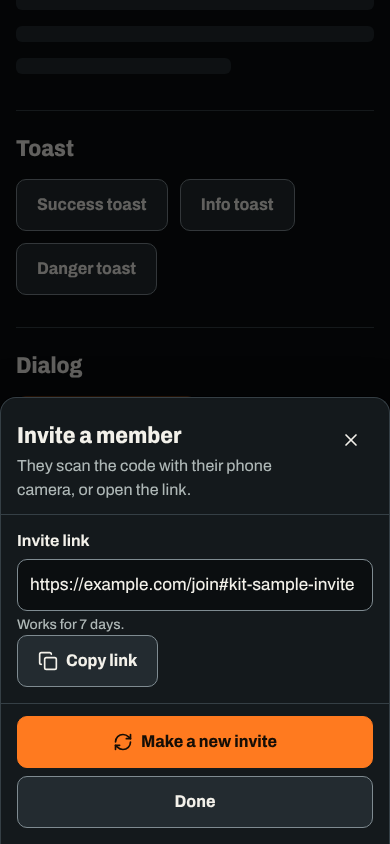 Toast
Success toast
Info toast
Danger toast
Dialog
Invite a member
They scan the code with their phone
camera, or open the link.
Invite link
https://example.com/join#kit-sample-invite
Works for 7 days.
Copy link
Make a new invite
Done